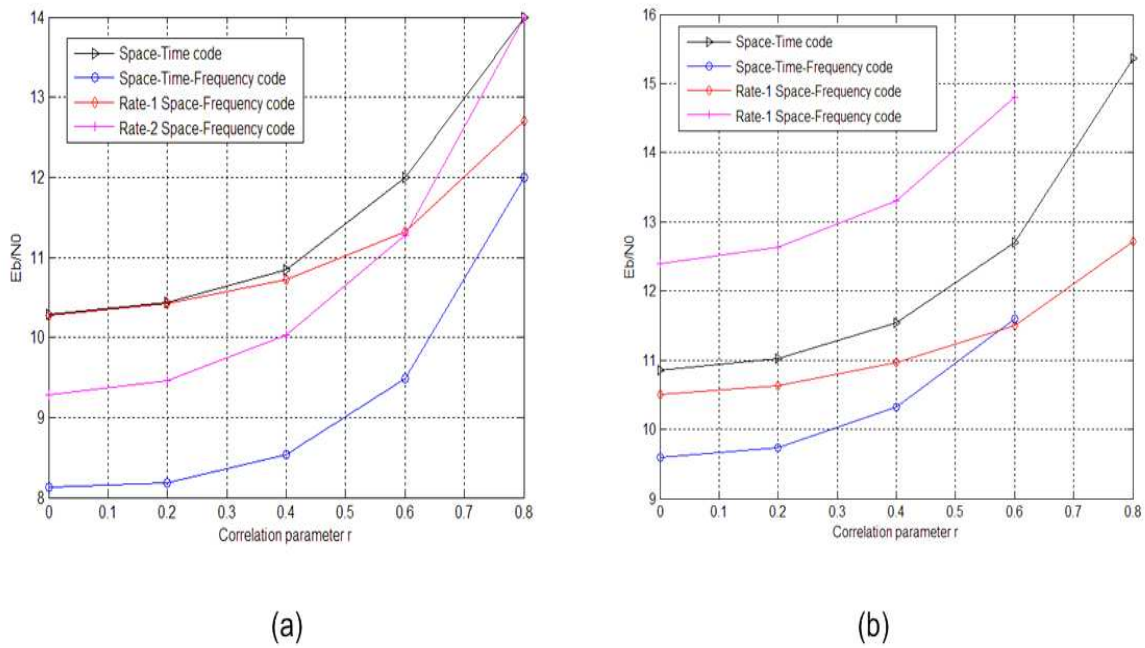 14
13
12
11
10
9
8
Eb/N0
Space-Time code
Space-Time-Frequency code
Rate-1 Space-Frequency code
Rate-2 Space-Frequency code
0 0.1 0.2 0.3 0.4 0.5 0.6 0.7 0.8
Correlation parameter r
(a)
16
15
14
13
12
11
10
9
Eb/N0
Space-Time code
Space-Time-Frequency code
Rate-1 Space-Frequency code
Rate-1 Space-Frequency code
0 0.1 0.2 0.3 0.4 0.5 0.6 0.7 0.8
Correlation parameter r
(b)